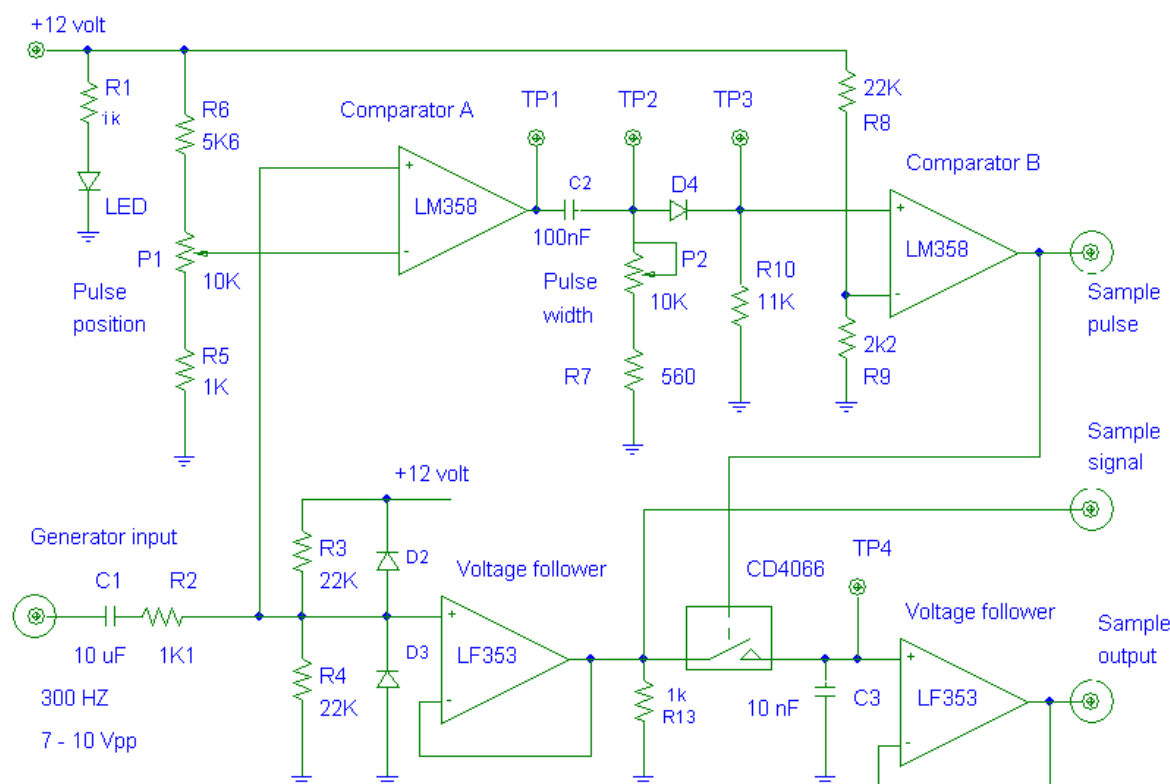 +12 volt
R1
1k
LED
R6
5K6
P1
10K
Pulse
position
R5
1K
Comparator A
+
LM358
-
TP1
C2
100nF
TP2
D4
TP3
P2
10K
Pulse
width
R7
560
R10
11K
22K
R8
Comparator B
+
LM358
-
2k2
R9
Sample
pulse
Sample
signal
+12 volt
Generator input
C1
R2
10 uF
1K1
300 HZ
7 - 10 Vpp
R3
22K
D2
R4
22K
D3
Voltage follower
+
LF353
-
CD4066
1k
R13
TP4
10 nF
C3
Voltage follower
+
LF353
-
Sample
output